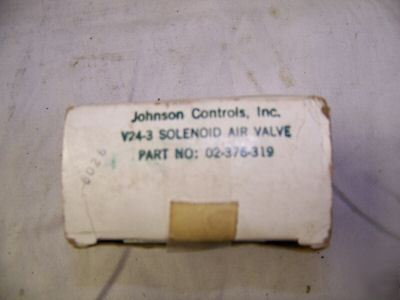 Johnson Controls, Inc.
V24-3 SOLENOID AIR VALVE
PART NO: 02-376-319